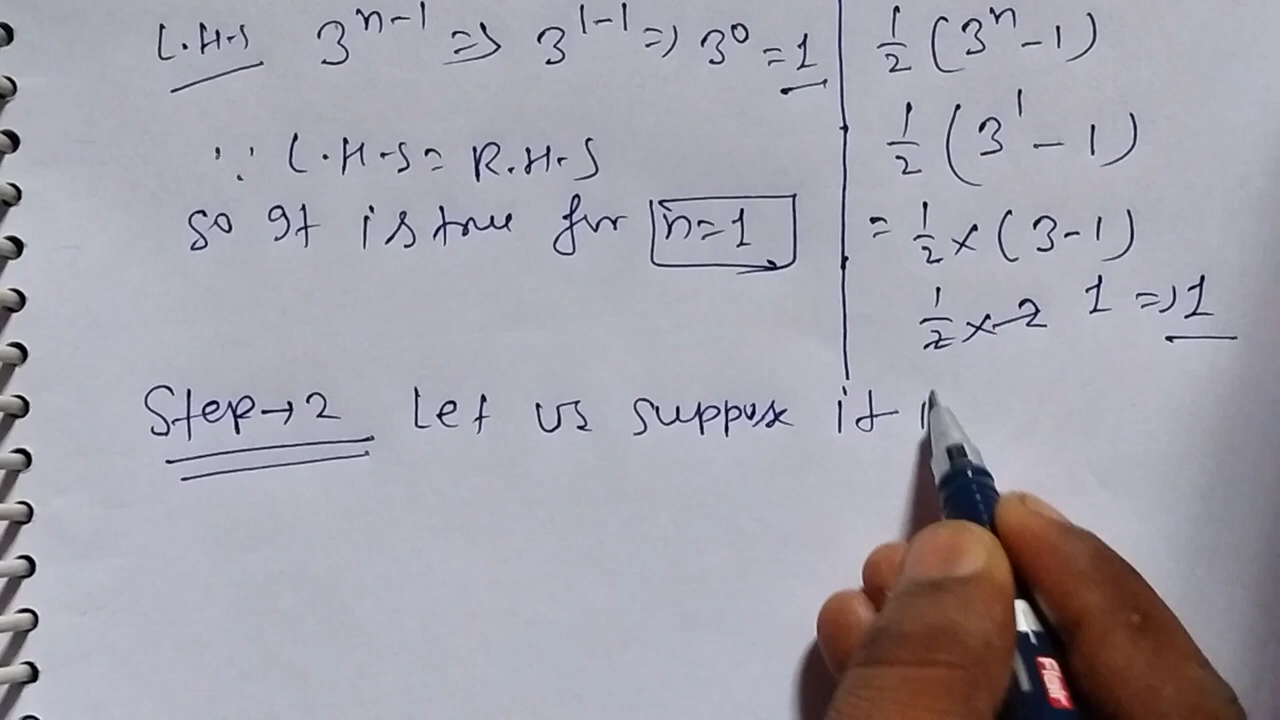 L.H.S 3^{n-1} => 3^{1-1} => 3^0 = 1
∵ L.H.S = R.H.S
so It is true for n=1
1/2 (3^n - 1)
1/2 (3^1 - 1)
= 1/2 × (3-1)
1/2 × 2 1 => 1
Step→2 Let us suppose it i
Flair